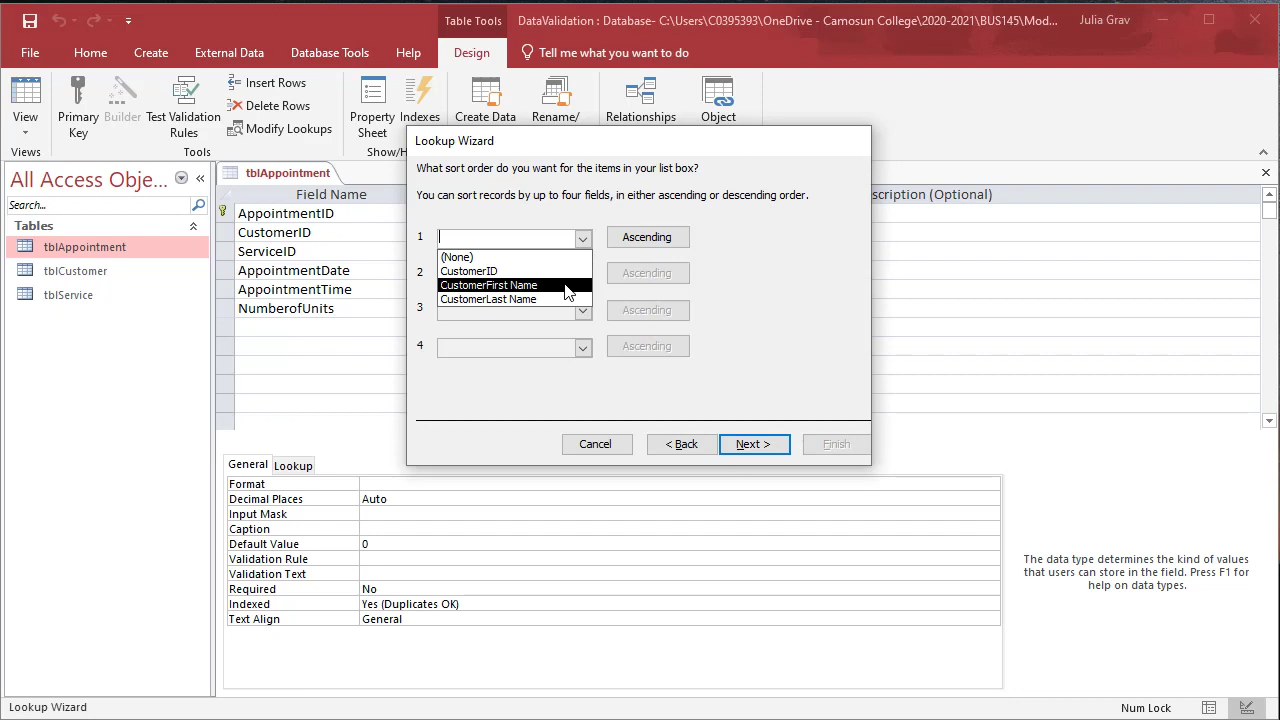 Table Tools
DataValidation : Database- C:\Users\C0395393\OneDrive - Camosun College\2020-2021\BUS145\Mod...
Julia Grav
File
Home
Create
External Data
Database Tools
Help
Design
Tell me what you want to do
View
Primary Key
Builder
Test Validation Rules
Insert Rows
Delete Rows
Modify Lookups
Property Sheet
Indexes
Create Data
Rename/
Relationships
Object
Views
Tools
Show/H
All Access Obje...
Search...
Tables
tblAppointment
tblCustomer
tblService
tblAppointment
Field Name
scription (Optional)
AppointmentID
CustomerID
ServiceID
AppointmentDate
AppointmentTime
NumberofUnits
Lookup Wizard
What sort order do you want for the items in your list box?
You can sort records by up to four fields, in either ascending or descending order.
1
Ascending
(None)
CustomerID
CustomerFirst Name
CustomerLast Name
2
Ascending
3
Ascending
4
Ascending
Cancel
< Back
Next >
Finish
General
Lookup
Format
Decimal Places Auto
Input Mask
Caption
Default Value 0
Validation Rule
Validation Text
Required No
Indexed Yes (Duplicates OK)
Text Align General
The data type determines the kind of values
that users can store in the field. Press F1 for
help on data types.
Lookup Wizard
Num Lock